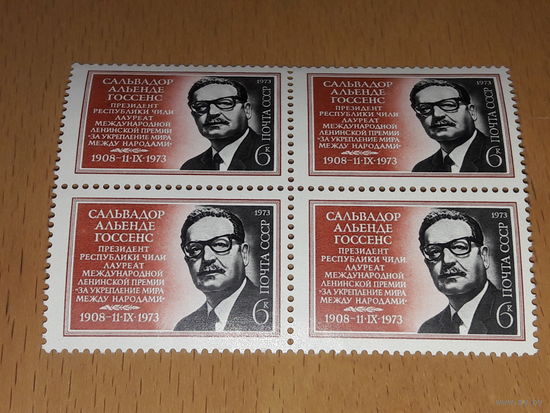 САЛЬВАДОР
АЛЬЕНДЕ
ГОССЕНС
ПРЕЗИДЕНТ
РЕСПУБЛИКИ ЧИЛИ
ЛАУРЕАТ
МЕЖДУНАРОДНОЙ
ЛЕНИНСКОЙ ПРЕМИИ
«ЗА УКРЕПЛЕНИЕ МИРА
МЕЖДУ НАРОДАМИ»
1908–11·IX·1973
1973
ПОЧТА СССР
6к
САЛЬВАДОР
АЛЬЕНДЕ
ГОССЕНС
ПРЕЗИДЕНТ
РЕСПУБЛИКИ ЧИЛИ
ЛАУРЕАТ
МЕЖДУНАРОДНОЙ
ЛЕНИНСКОЙ ПРЕМИИ
«ЗА УКРЕПЛЕНИЕ МИРА
МЕЖДУ НАРОДАМИ»
1908–11·IX·1973
1973
ПОЧТА СССР
6к
САЛЬВАДОР
АЛЬЕНДЕ
ГОССЕНС
ПРЕЗИДЕНТ
РЕСПУБЛИКИ ЧИЛИ
ЛАУРЕАТ
МЕЖДУНАРОДНОЙ
ЛЕНИНСКОЙ ПРЕМИИ
«ЗА УКРЕПЛЕНИЕ МИРА
МЕЖДУ НАРОДАМИ»
1908–11·IX·1973
1973
ПОЧТА СССР
6к
САЛЬВАДОР
АЛЬЕНДЕ
ГОССЕНС
ПРЕЗИДЕНТ
РЕСПУБЛИКИ ЧИЛИ
ЛАУРЕАТ
МЕЖДУНАРОДНОЙ
ЛЕНИНСКОЙ ПРЕМИИ
«ЗА УКРЕПЛЕНИЕ МИРА
МЕЖДУ НАРОДАМИ»
1908–11·IX·1973
1973
ПОЧТА СССР
6к